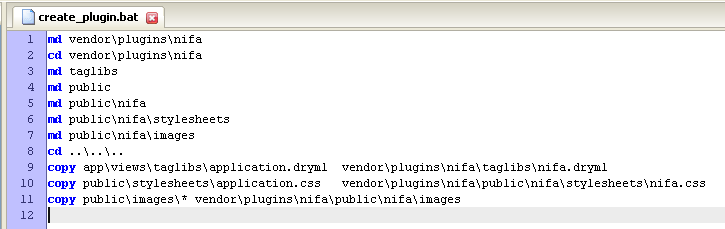 create_plugin.bat
1 md vendor\plugins\nifa
2 cd vendor\plugins\nifa
3 md taglibs
4 md public
5 md public\nifa
6 md public\nifa\stylesheets
7 md public\nifa\images
8 cd ..\..\..
9 copy app\views\taglibs\application.dryml  vendor\plugins\nifa\taglibs\nifa.dryml
10 copy public\stylesheets\application.css   vendor\plugins\nifa\public\nifa\stylesheets\nifa.css
11 copy public\images\* vendor\plugins\nifa\public\nifa\images
12